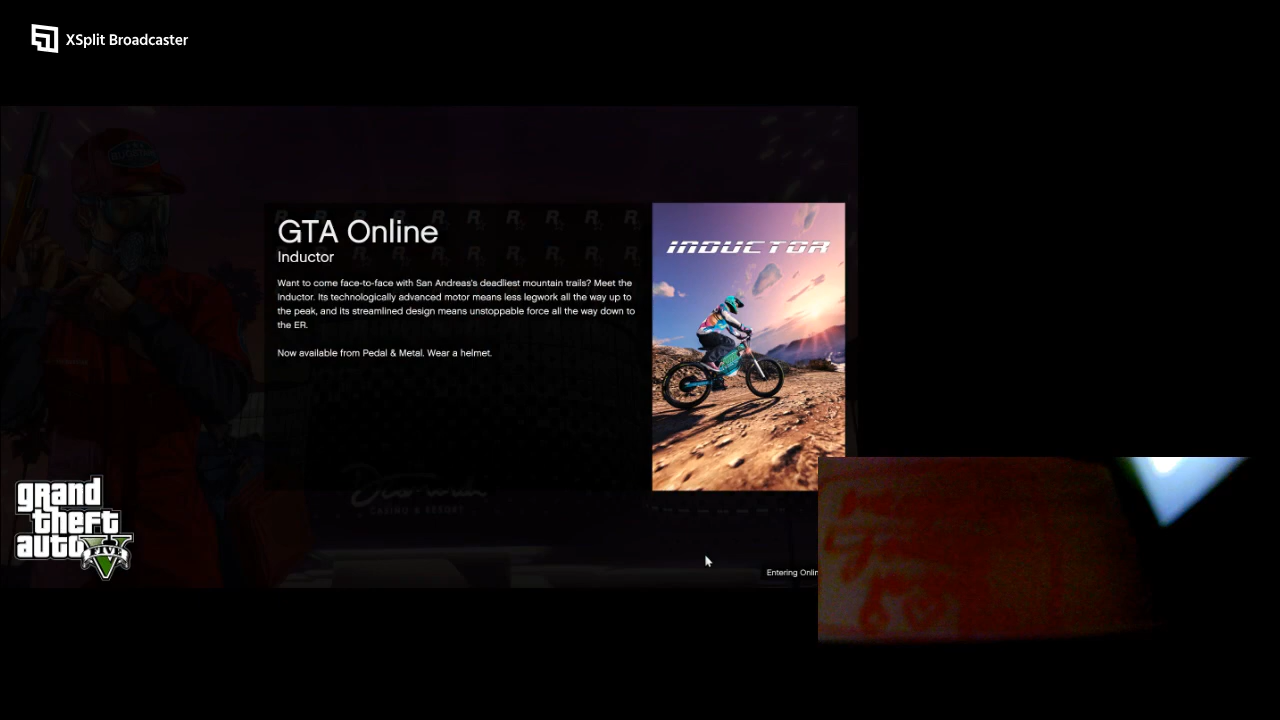 XSplit Broadcaster
GTA Online
Inductor
Want to come face-to-face with San Andreas's deadliest mountain trails? Meet the
Inductor. Its technologically advanced motor means less legwork all the way up to
the peak, and its streamlined design means unstoppable force all the way down to
the ER.
Now available from Pedal & Metal. Wear a helmet.
INDUCTOR
Diamond
CASINO & RESORT
grand
theft
auto
FIVE
Entering Onlin